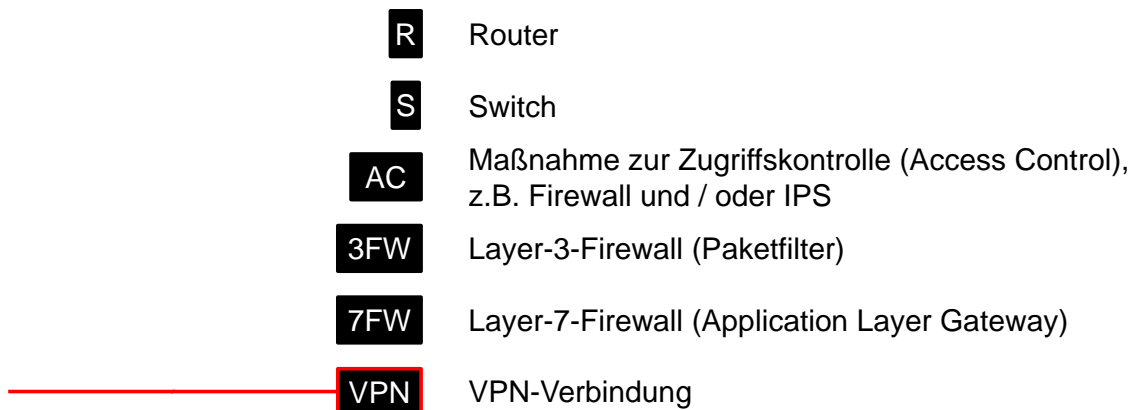 R Router
S Switch
AC Maßnahme zur Zugriffskontrolle (Access Control),
z.B. Firewall und / oder IPS
3FW Layer-3-Firewall (Paketfilter)
7FW Layer-7-Firewall (Application Layer Gateway)
VPN VPN-Verbindung